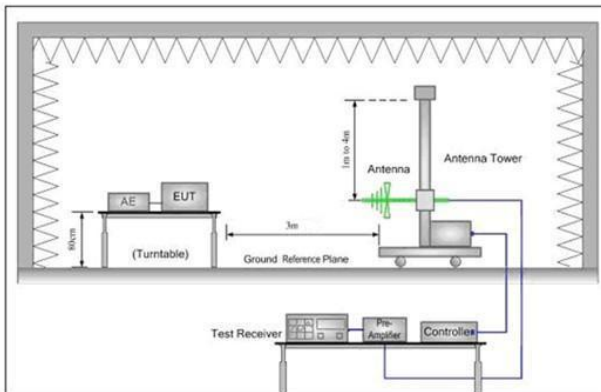 1m to 4m
Antenna
Antenna Tower
AE
EUT
80cm
(Turntable)
3m
Ground Reference Plane
Test Receiver
Pre-
Amplifier
Controller